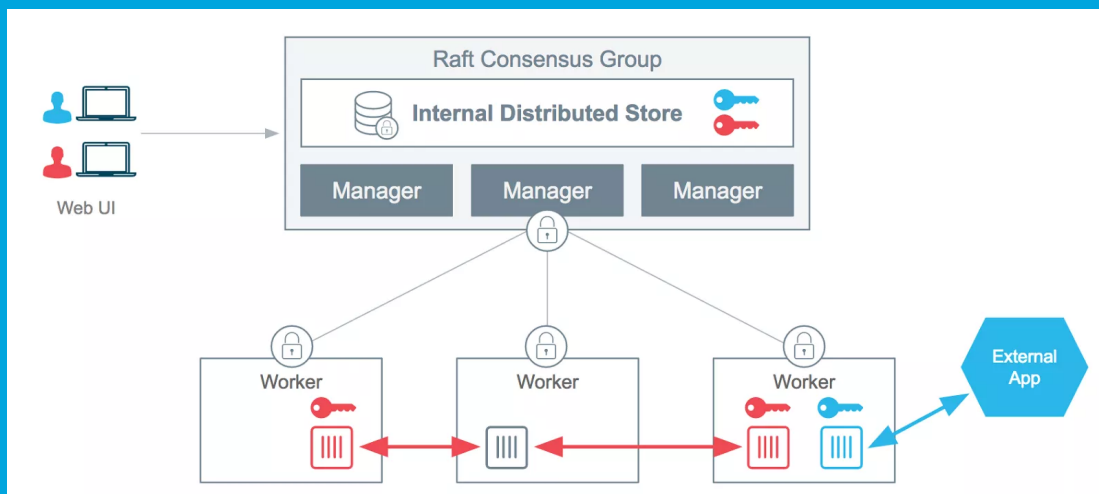 Raft Consensus Group
Internal Distributed Store
Manager
Manager
Manager
Web UI
Worker
Worker
Worker
External
App